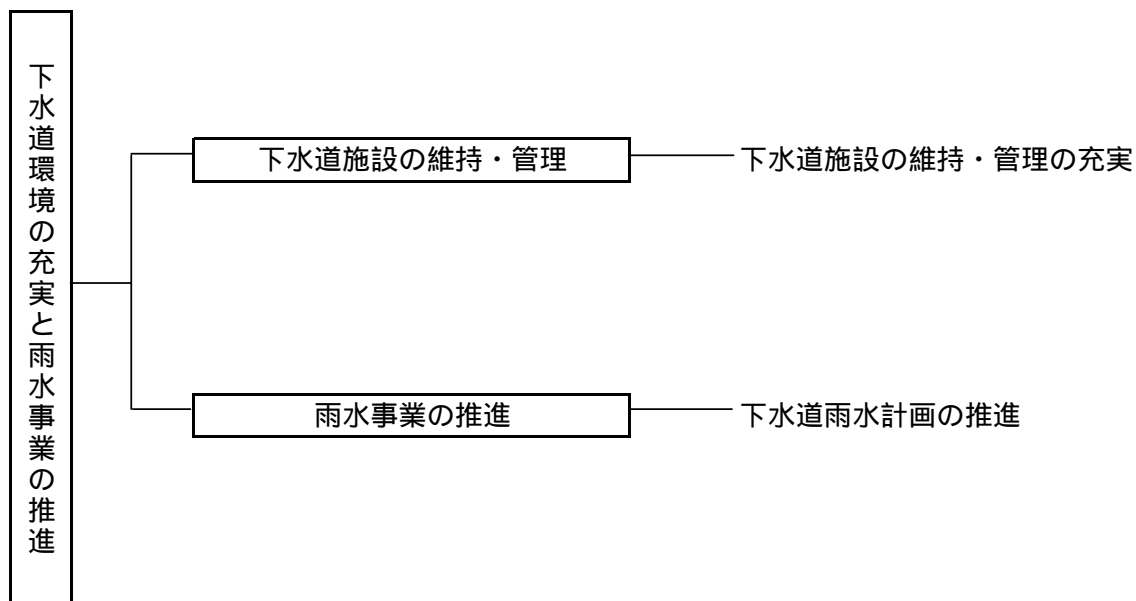 下水道環境の充実と雨水事業の推進
下水道施設の維持・管理
下水道施設の維持・管理の充実
雨水事業の推進
下水道雨水計画の推進